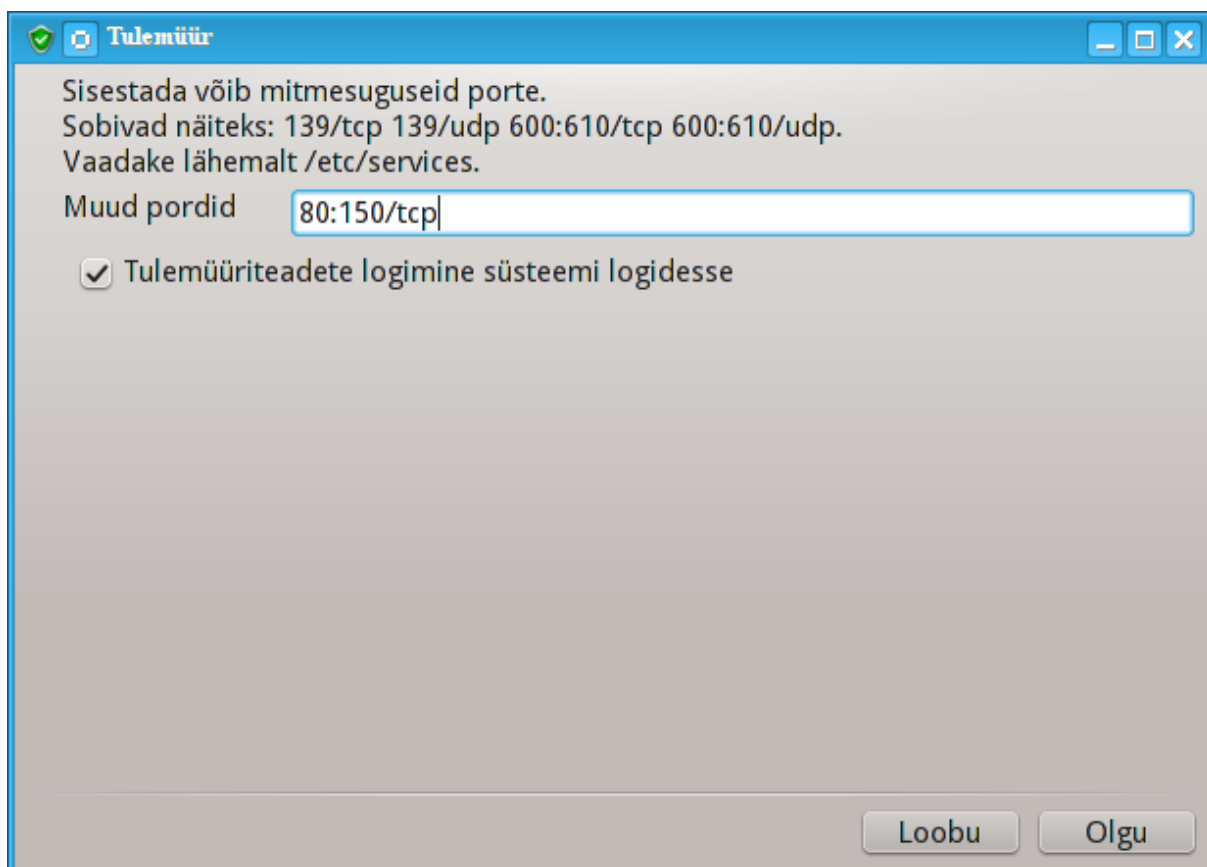 Tulemüür
Sisestada võib mitmesuguseid porte.
Sobivad näiteks: 139/tcp 139/udp 600:610/tcp 600:610/udp.
Vaadake lähemalt /etc/services.
Muud pordid 80:150/tcp
Tulemüüriteadete logimine süsteemi logidesse
Loobu Olgu